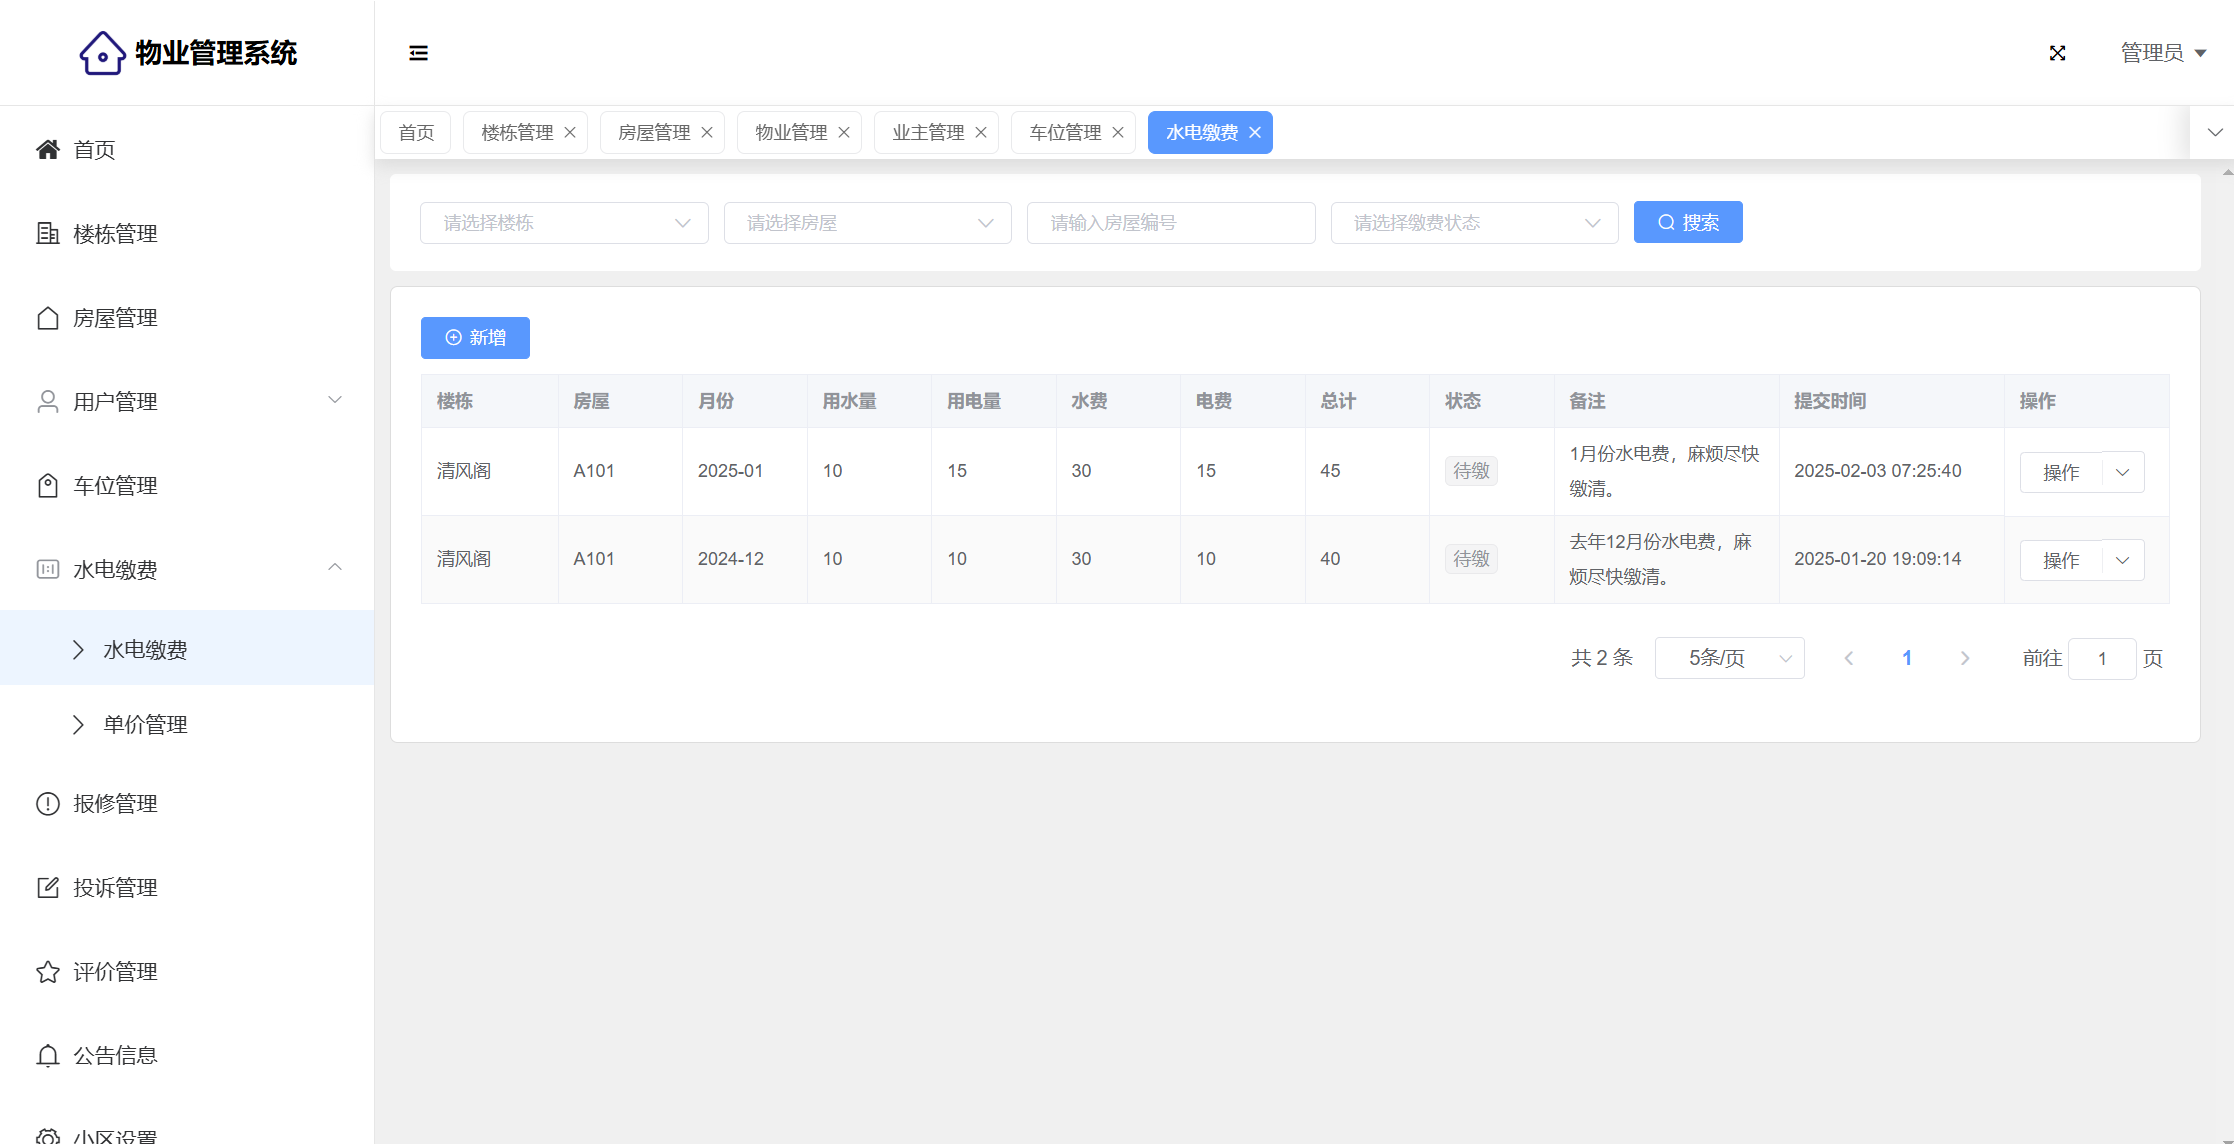 物业管理系统
管理员
首页
楼栋管理
房屋管理
用户管理
车位管理
水电缴费
水电缴费
单价管理
报修管理
投诉管理
评价管理
公告信息
小区设置
首页 楼栋管理 房屋管理 物业管理 业主管理 车位管理 水电缴费
请选择楼栋 请选择房屋 请输入房屋编号 请选择缴费状态 搜索
新增
楼栋 房屋 月份 用水量 用电量 水费 电费 总计 状态 备注 提交时间 操作
清风阁 A101 2025-01 10 15 30 15 45 待缴 1月份水电费，麻烦尽快 2025-02-03 07:25:40 操作
缴清。
清风阁 A101 2024-12 10 10 30 10 40 待缴 去年12月份水电费，麻 2025-01-20 19:09:14 操作
烦尽快缴清。
共 2 条 5条/页 1 前往 1 页